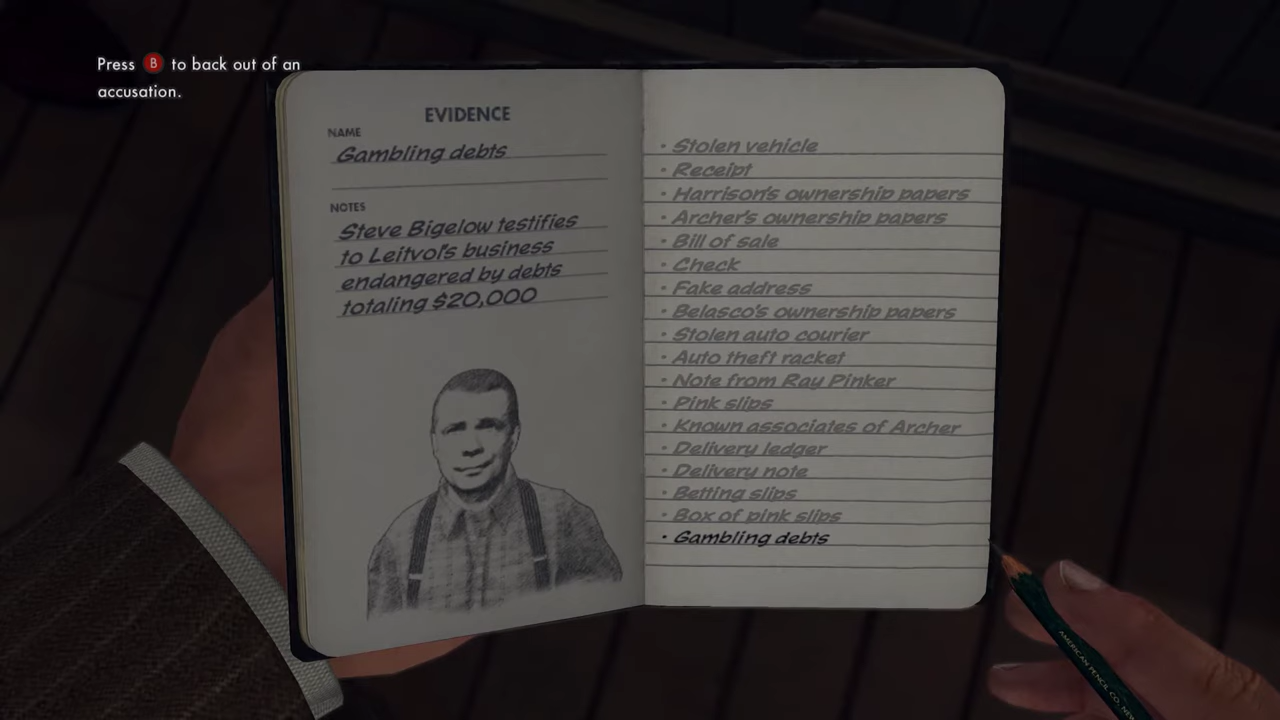 Press B to back out of an
accusation.
EVIDENCE
NAME
Gambling debts
NOTES
Steve Bigelow testifies
to Leitvol's business
endangered by debts
totaling $20,000
• Stolen vehicle
• Receipt
• Harrison's ownership papers
• Archer's ownership papers
• Bill of sale
• Check
• Fake address
• Belasco's ownership papers
• Stolen auto courier
• Auto theft racket
• Note from Ray Pinker
• Pink slips
• Known associates of Archer
• Delivery ledger
• Delivery note
• Betting slips
• Box of pink slips
• Gambling debts
AMERICAN PENCIL CO.